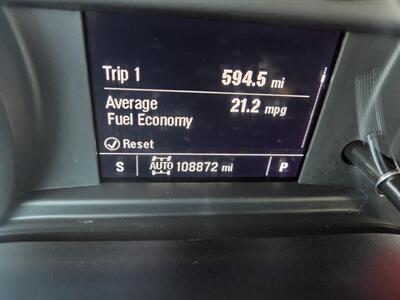 Trip 1 594.5 mi
Average 21.2 mpg
Fuel Economy
Reset
S AUTO 108872 mi P